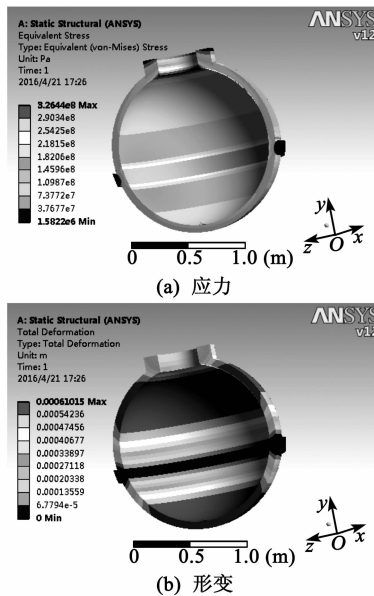 A: Static Structural (ANSYS)
Equivalent Stress
Type: Equivalent (von-Mises) Stress
Unit: Pa
Time: 1
2016/4/21 17:26
ANSYS
v12
3.2644e8 Max
2.9034e8
2.5425e8
2.1815e8
1.8206e8
1.4596e8
1.0987e8
7.3772e7
3.7677e7
1.5822e6 Min
y
z O x
0 0.5 1.0 (m)
(a) 应力
A: Static Structural (ANSYS)
Total Deformation
Type: Total Deformation
Unit: m
Time: 1
2016/4/21 17:26
ANSYS
v12
0.00061015 Max
0.00054236
0.00047456
0.00040677
0.00033897
0.00027118
0.00020338
0.00013559
6.7794e-5
0 Min
y
z O x
0 0.5 1.0 (m)
(b) 形变